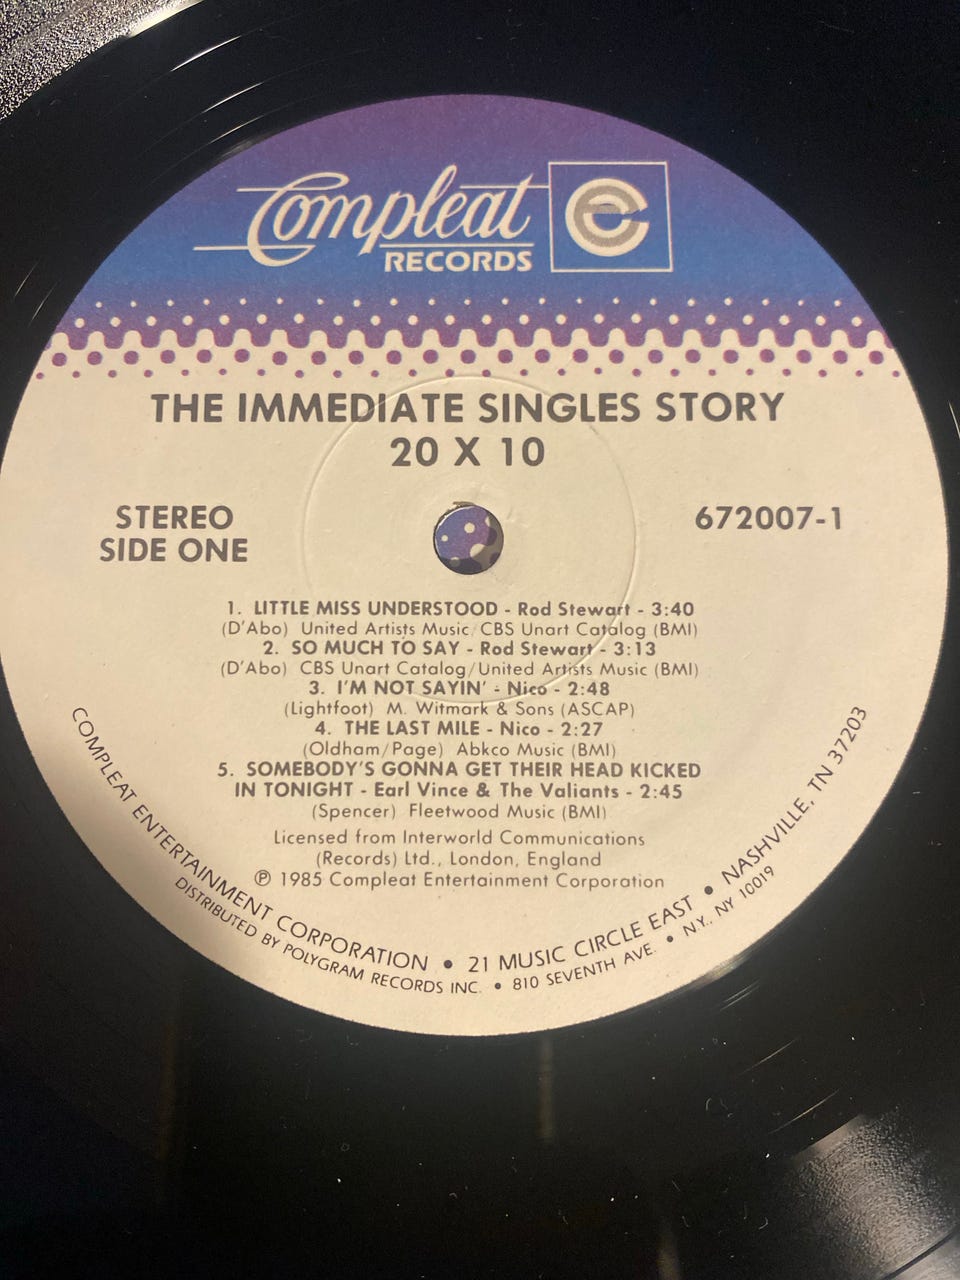 Compleat
RECORDS
THE IMMEDIATE SINGLES STORY
20 X 10
STEREO
SIDE ONE
672007-1
1. LITTLE MISS UNDERSTOOD - Rod Stewart - 3:40
(D'Abo) United Artists Music/CBS Unart Catalog (BMI)
2. SO MUCH TO SAY - Rod Stewart - 3:13
(D'Abo) CBS Unart Catalog/United Artists Music (BMI)
3. I'M NOT SAYIN' - Nico - 2:48
(Lightfoot) M. Witmark & Sons (ASCAP)
4. THE LAST MILE - Nico - 2:27
(Oldham/Page) Abkco Music (BMI)
5. SOMEBODY'S GONNA GET THEIR HEAD KICKED
IN TONIGHT - Earl Vince & The Valiants - 2:45
(Spencer) Fleetwood Music (BMI)
Licensed from Interworld Communications
(Records) Ltd., London, England
℗ 1985 Compleat Entertainment Corporation
COMPLEAT ENTERTAINMENT CORPORATION • 21 MUSIC CIRCLE EAST • NASHVILLE, TN 37203
DISTRIBUTED BY POLYGRAM RECORDS INC. • 810 SEVENTH AVE. • N.Y., NY 10019